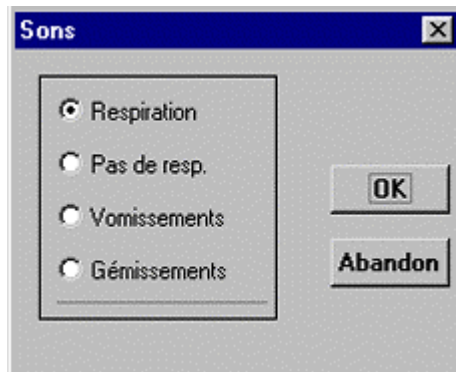 Sons
Respiration
Pas de resp.
Vomissements
Gémissements
OK
Abandon